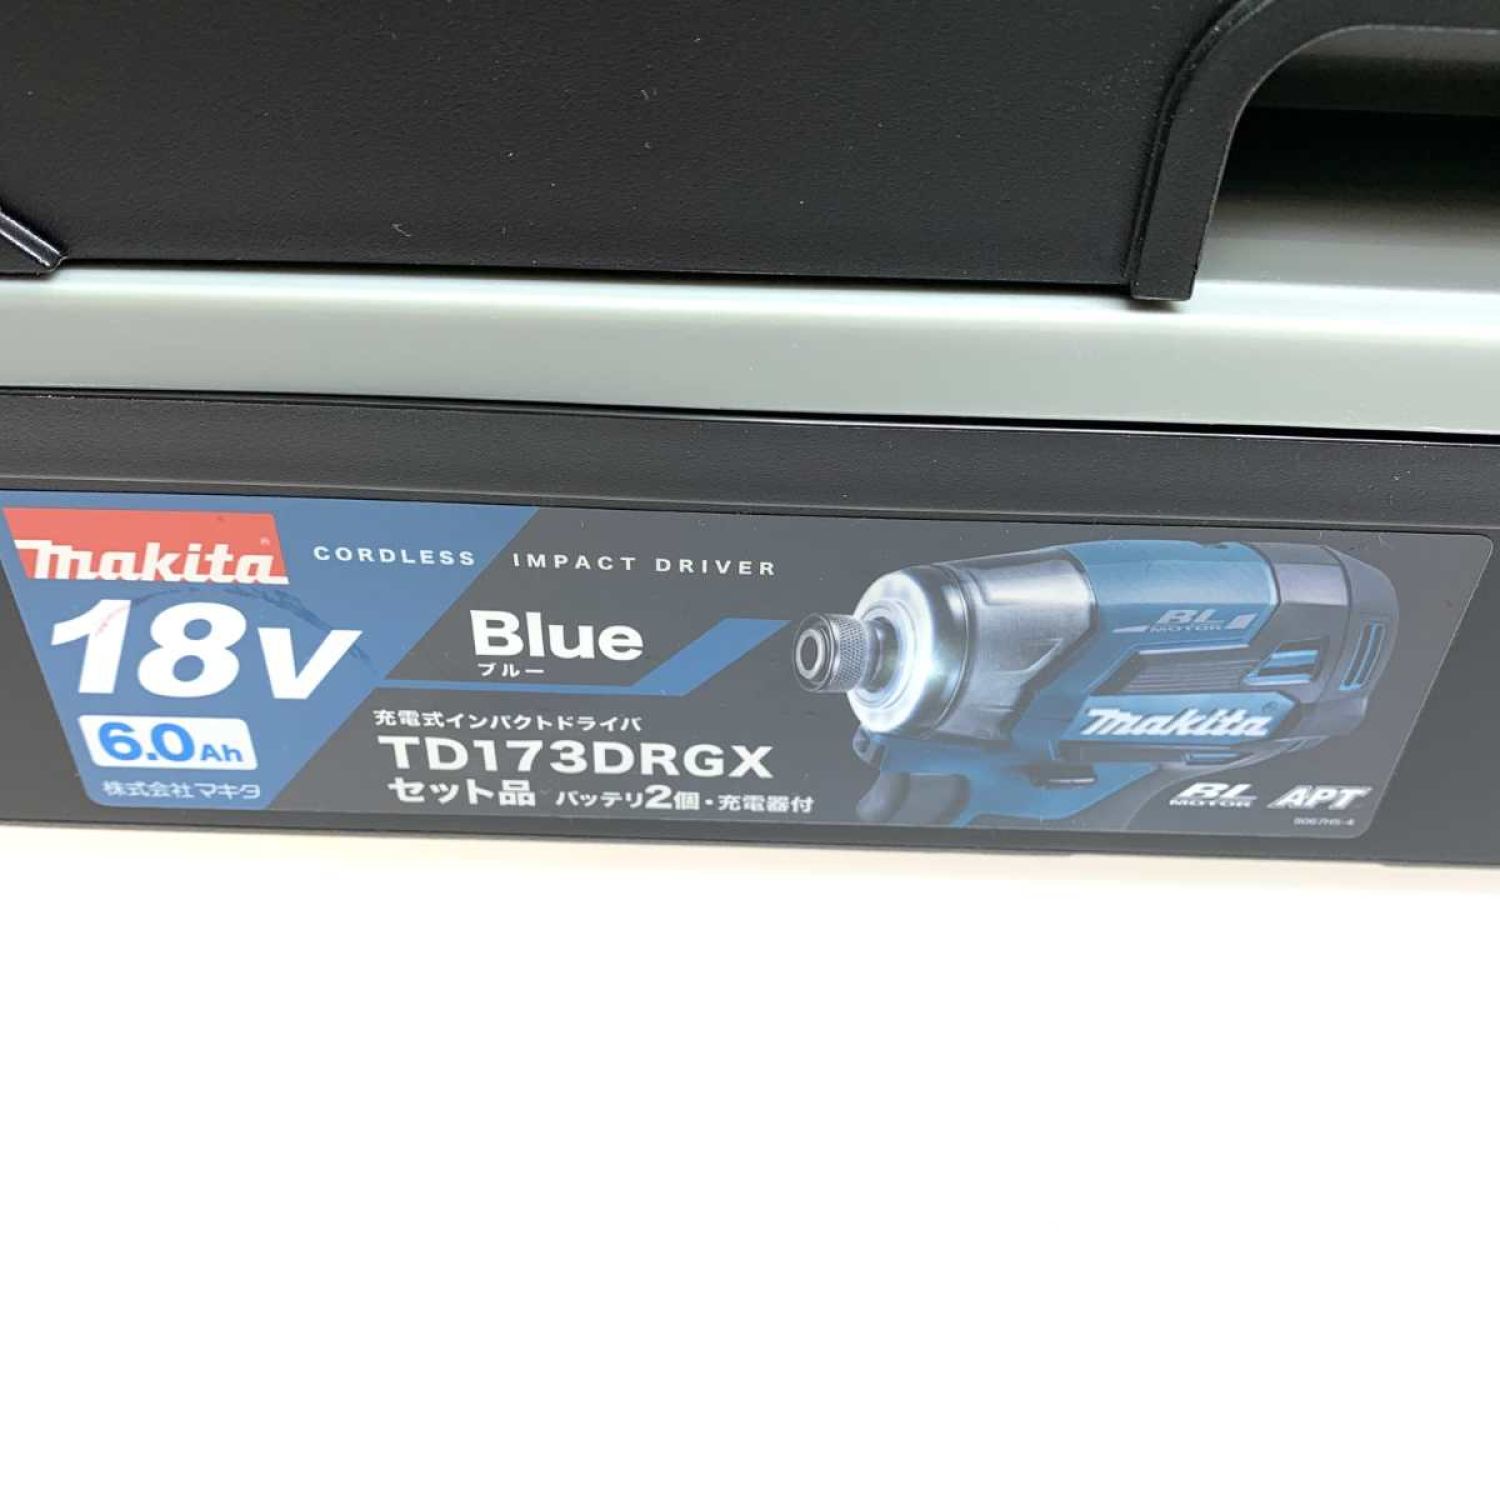 makita
CORDLESS IMPACT DRIVER
18V
6.0Ah
株式会社マキタ
Blue
ブルー
充電式インパクトドライバ
TD173DRGX
セット品 バッテリ2個・充電器付
BL
MOTOR
makita
BL
MOTOR
APT